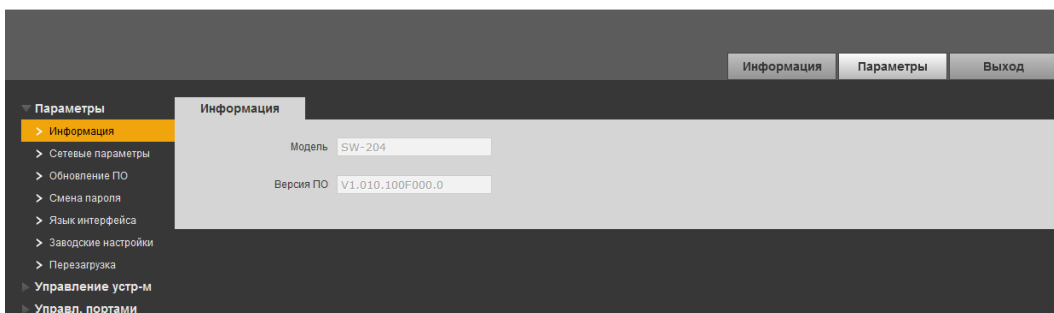 Информация Параметры Выход
Параметры
Информация
Информация
Сетевые параметры
Обновление ПО
Смена пароля
Язык интерфейса
Заводские настройки
Перезагрузка
Управление устр-м
Управл. портами
Модель SW-204
Версия ПО V1.010.100F000.0